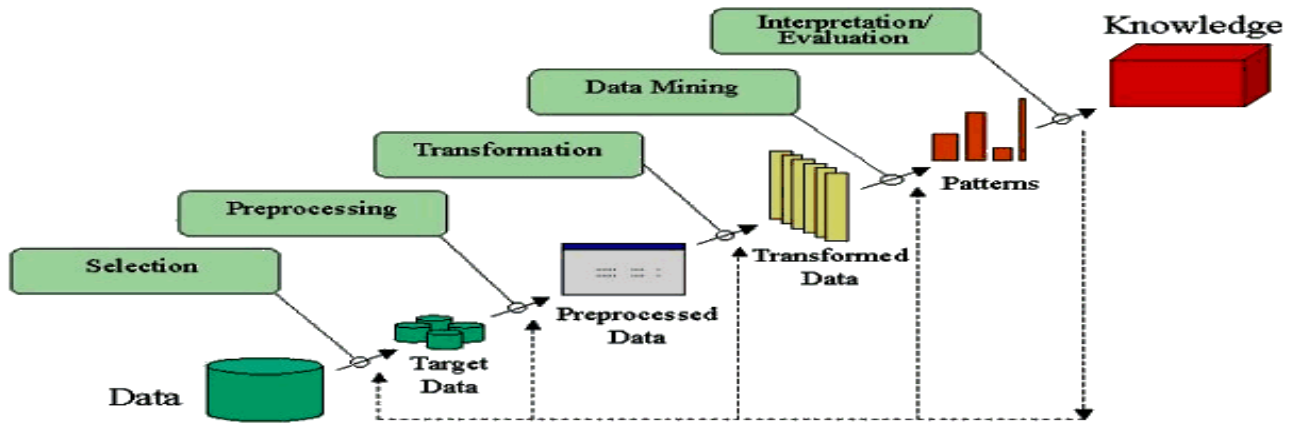 Interpretation/
Evaluation
Knowledge
Data Mining
Transformation
Patterns
Preprocessing
Transformed
Data
Selection
Preprocessed
Data
Target
Data
Data